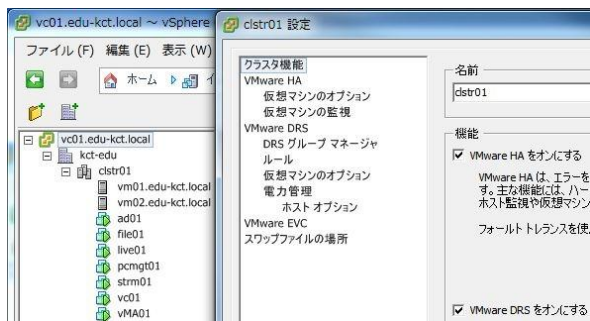 vc01.edu-kct.local ～ vSphere
ファイル (F) 編集 (E) 表示 (W)
ホーム
vc01.edu-kct.local
kct-edu
clstr01
vm01.edu-kct.local
vm02.edu-kct.local
ad01
file01
live01
pcmgt01
strm01
vc01
vMA01
clstr01 設定
クラスタ機能
VMware HA
仮想マシンのオプション
仮想マシンの監視
VMware DRS
DRS グループ マネージャ
ルール
仮想マシンのオプション
電力管理
ホスト オプション
VMware EVC
スワップファイルの場所
名前
clstr01
機能
VMware HA をオンにする
VMware HA は、エラーを
す。主な機能には、ハー
ホスト監視や仮想マシン
フォールト トレランスを使
VMware DRS をオンにする